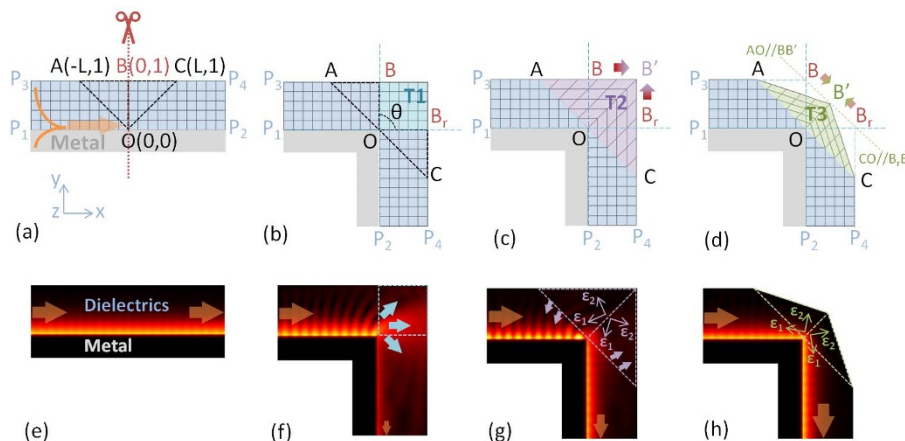 A(-L,1) B(0,1) C(L,1)
P3 P4
P1 P2
Metal O(0,0)
y
z x
(a)
A B
P3 T1
θ Br
P1
O
C
P2 P4
(b)
A B B′
P3 T2
Br
P1
O
C
P2 P4
(c)
AO//BB′
A B
P3 B′
T3 Br
P1
O CO//BrB
C
P2 P4
(d)
Dielectrics
Metal
(e)
(f)
ε2
ε1 ε2
ε1
(g)
ε2
ε1 ε2
ε1
(h)